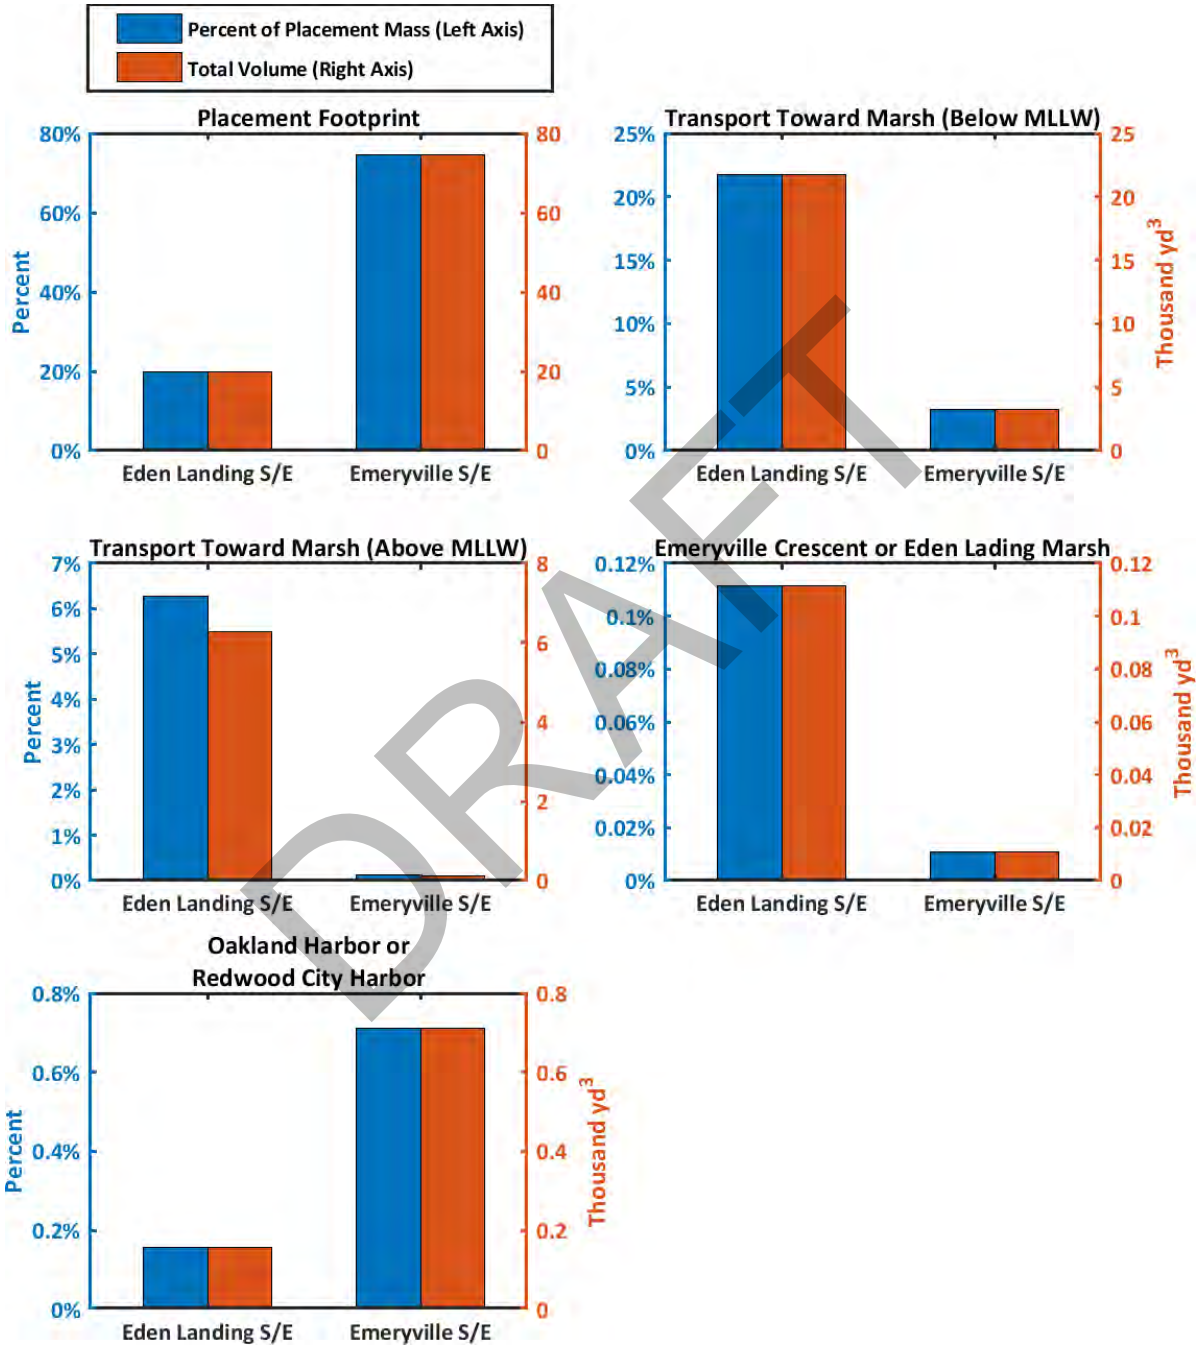 Percent of Placement Mass (Left Axis)
Total Volume (Right Axis)
Placement Footprint
80%
60%
40%
20%
0%
Percent
80
60
40
20
0
Eden Landing S/E
Emeryville S/E
Transport Toward Marsh (Below MLLW)
25%
20%
15%
10%
5%
0%
25
20
15
10
5
0
Thousand yd³
Eden Landing S/E
Emeryville S/E
Transport Toward Marsh (Above MLLW)
7%
6%
5%
4%
3%
2%
1%
0%
Percent
8
6
4
2
0
Eden Landing S/E
Emeryville S/E
Emeryville Crescent or Eden Lading Marsh
0.12%
0.1%
0.08%
0.06%
0.04%
0.02%
0%
0.12
0.1
0.08
0.06
0.04
0.02
0
Thousand yd³
Eden Landing S/E
Emeryville S/E
Oakland Harbor or
Redwood City Harbor
0.8%
0.6%
0.4%
0.2%
0%
Percent
0.8
0.6
0.4
0.2
0
Thousand yd³
Eden Landing S/E
Emeryville S/E
DRAFT